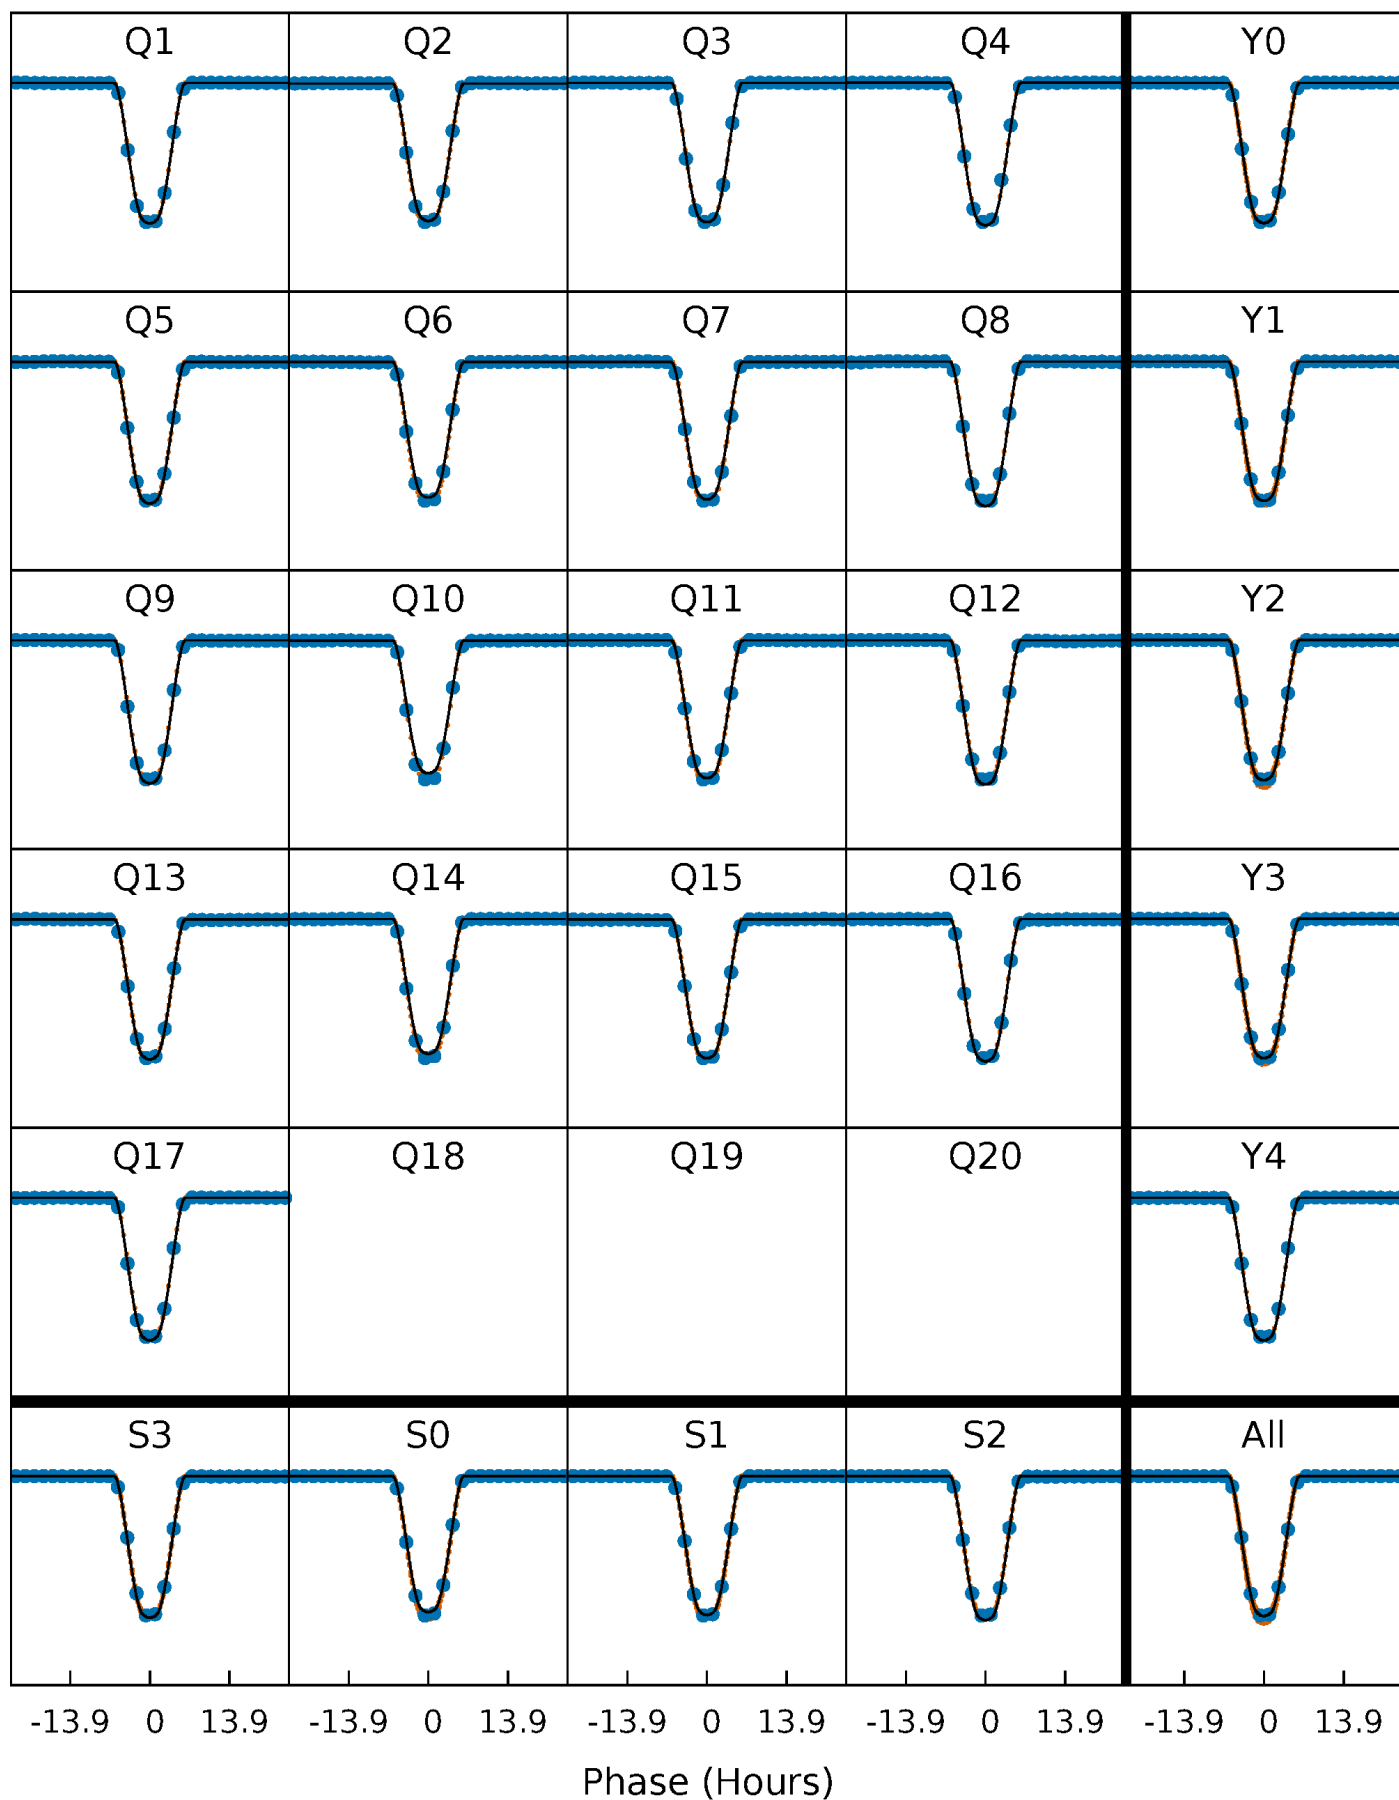 Q1 Q2 Q3 Q4 Y0
Q5 Q6 Q7 Q8 Y1
Q9 Q10 Q11 Q12 Y2
Q13 Q14 Q15 Q16 Y3
Q17 Q18 Q19 Q20 Y4
S3 S0 S1 S2 All
-13.9 0 13.9 -13.9 0 13.9 -13.9 0 13.9 -13.9 0 13.9 -13.9 0 13.9
Phase (Hours)